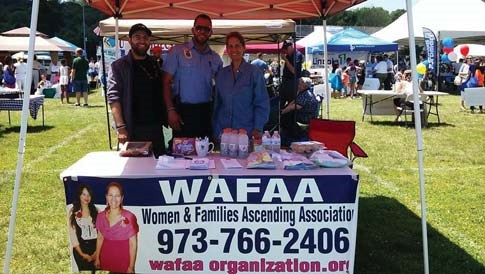 WAFAA
Women & Families Ascending Association
973-766-2406
wafaa organization.org